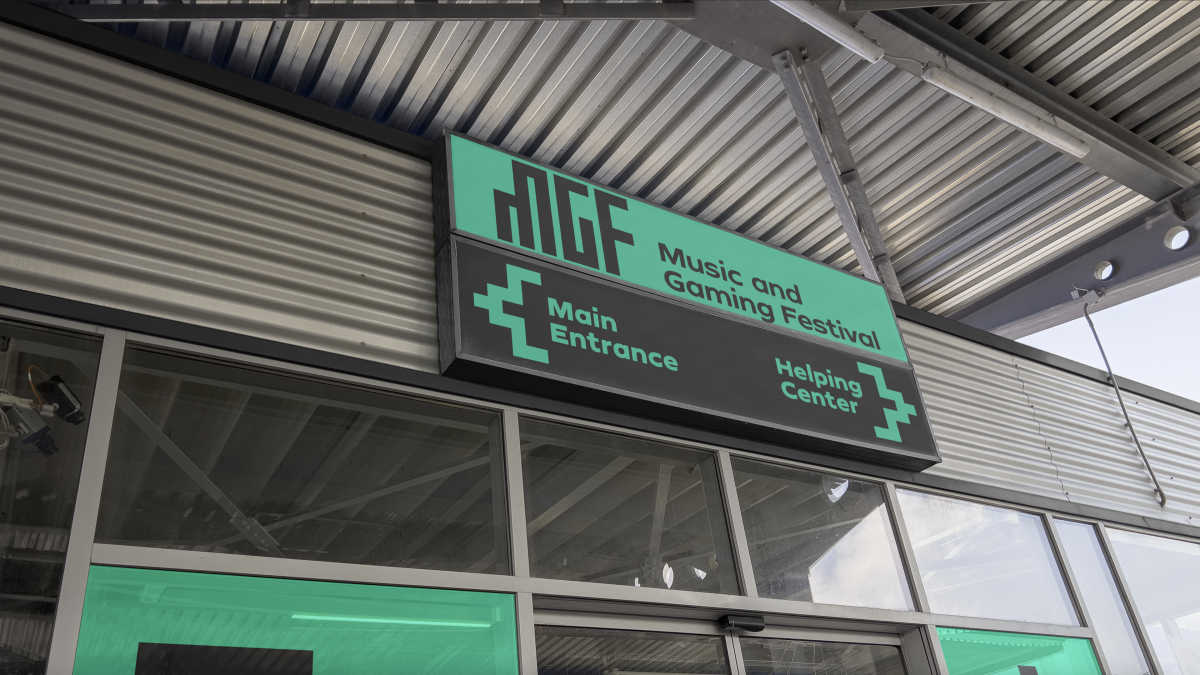 MGF
Music and
Gaming Festival
Main
Entrance
Helping
Center